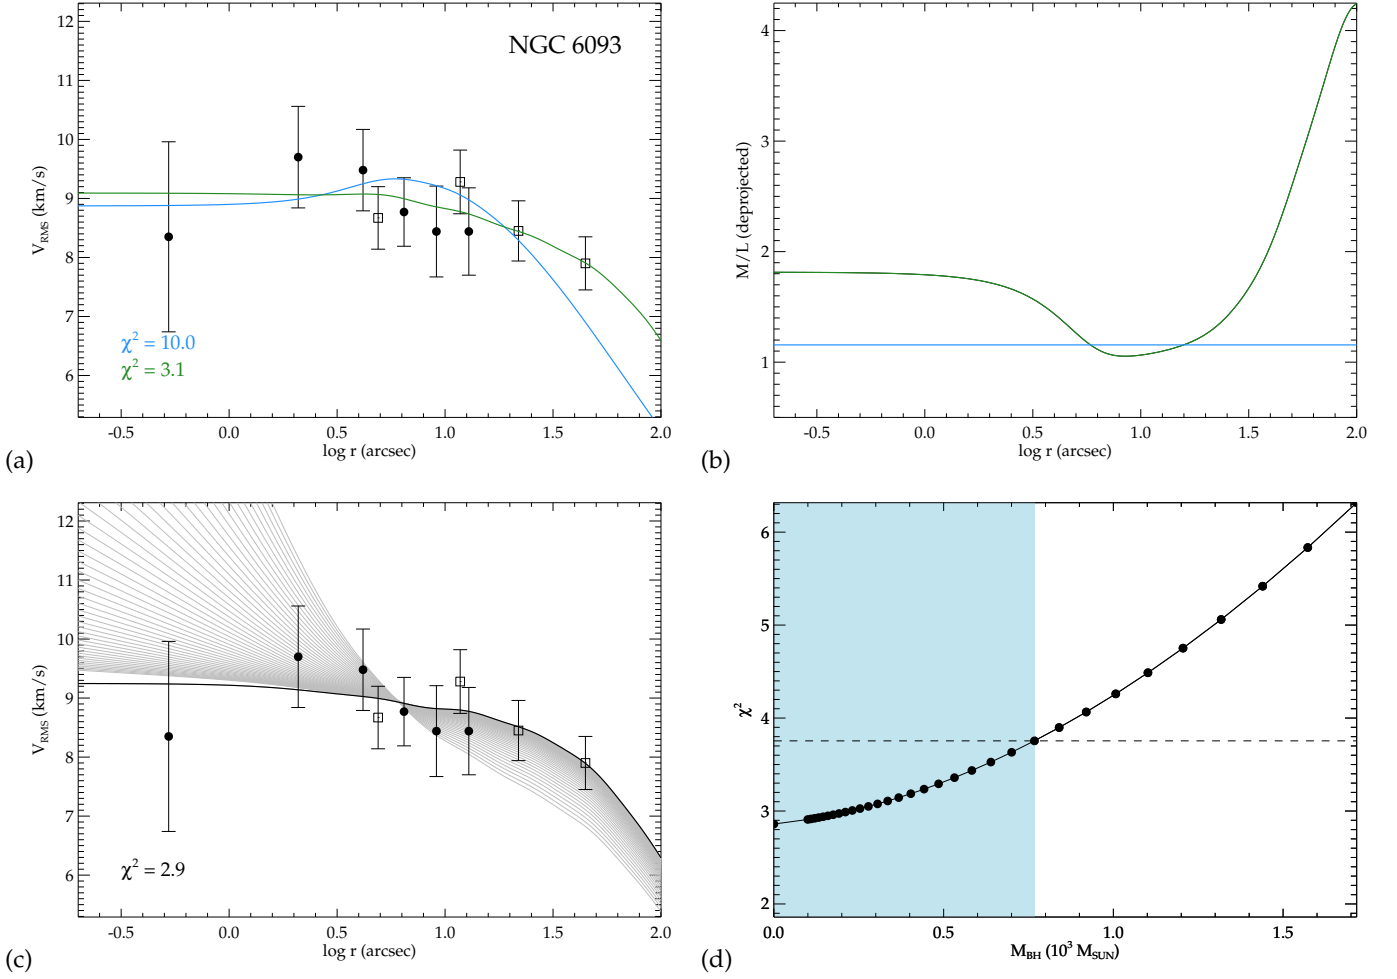 NGC 6093
12
11
10
9
8
7
6
V_RMS (km/s)
χ² = 10.0
χ² = 3.1
-0.5 0.0 0.5 1.0 1.5 2.0
log r (arcsec)
(a)
4
3
2
1
M/L (deprojected)
-0.5 0.0 0.5 1.0 1.5 2.0
log r (arcsec)
(b)
12
11
10
9
8
7
6
V_RMS (km/s)
χ² = 2.9
-0.5 0.0 0.5 1.0 1.5 2.0
log r (arcsec)
(c)
6
5
4
3
2
χ²
0.0 0.5 1.0 1.5
M_BH (10³ M_SUN)
(d)